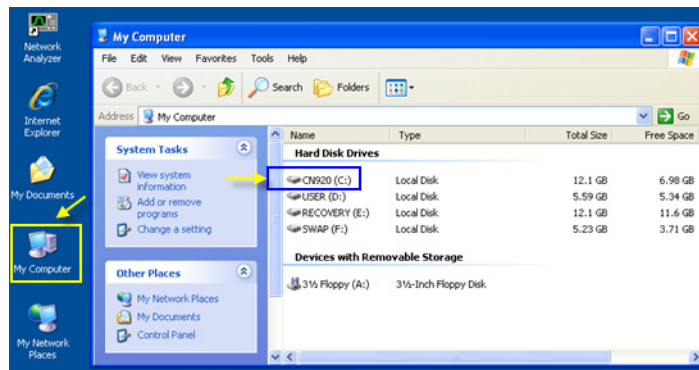 Network
Analyzer
Internet
Explorer
My Documents
My Computer
My Network
Places
My Computer
File Edit View Favorites Tools Help
Back Search Folders
Address My Computer Go
System Tasks
View system
information
Add or remove
programs
Change a setting
Other Places
My Network Places
My Documents
Control Panel
Name Type Total Size Free Space
Hard Disk Drives
CN920 (C:) Local Disk 12.1 GB 6.98 GB
USER (D:) Local Disk 5.59 GB 5.34 GB
RECOVERY (E:) Local Disk 12.1 GB 11.6 GB
SWAP (F:) Local Disk 5.23 GB 3.71 GB
Devices with Removable Storage
3½ Floppy (A:) 3½-Inch Floppy Disk